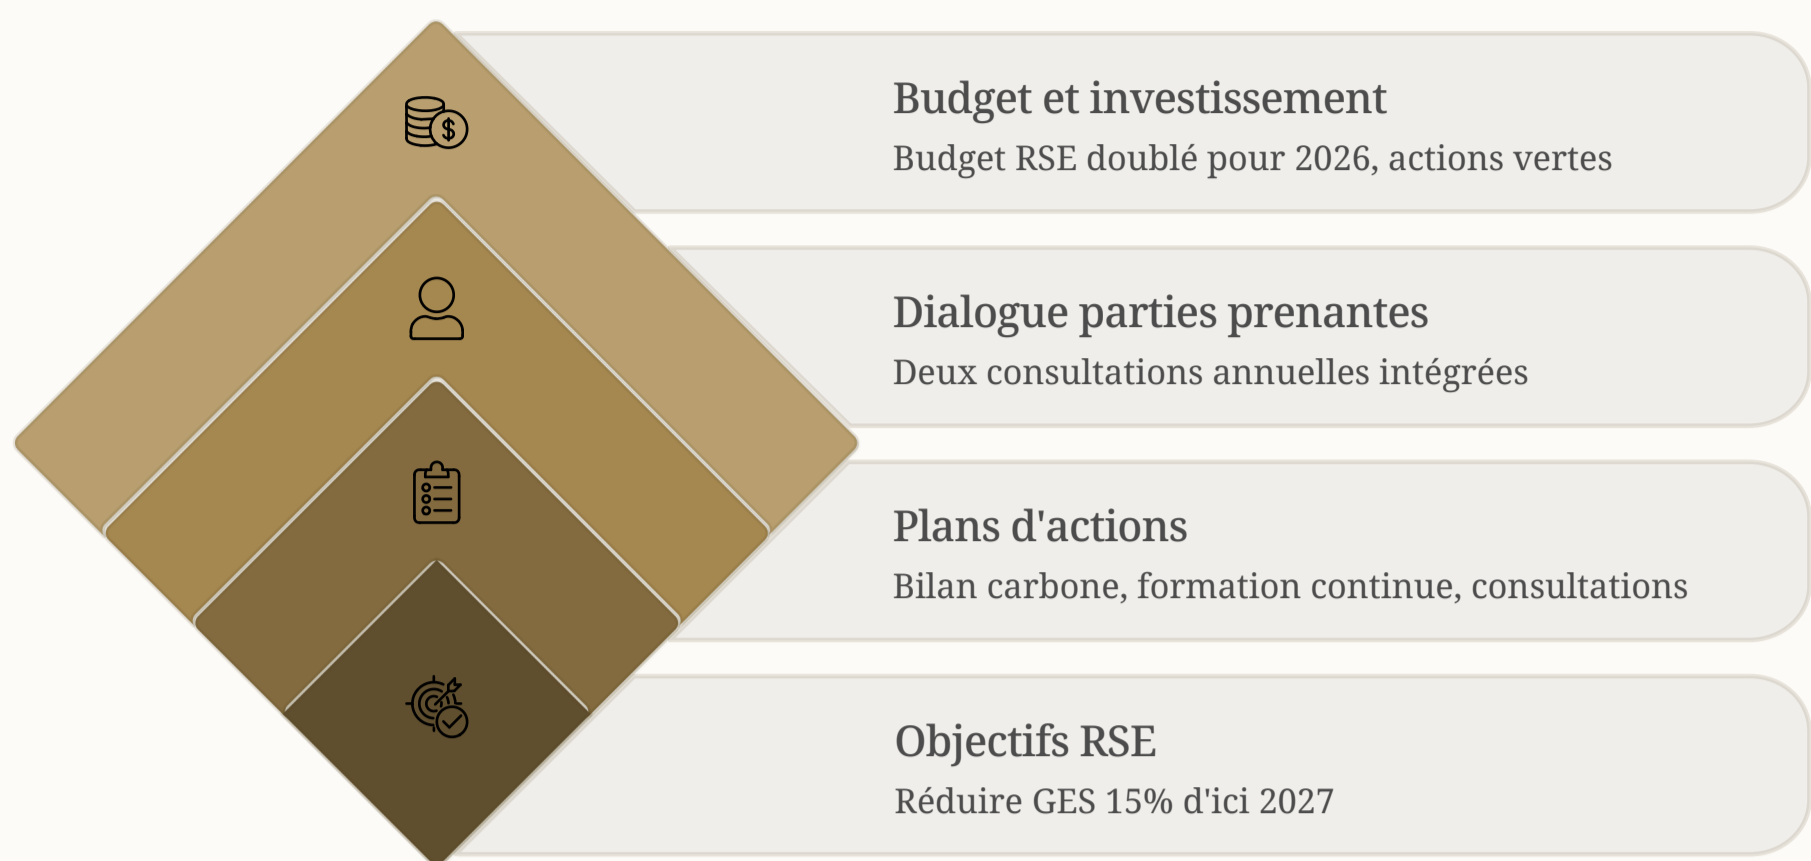 Budget et investissement
Budget RSE doublé pour 2026, actions vertes
Dialogue parties prenantes
Deux consultations annuelles intégrées
Plans d'actions
Bilan carbone, formation continue, consultations
Objectifs RSE
Réduire GES 15% d'ici 2027